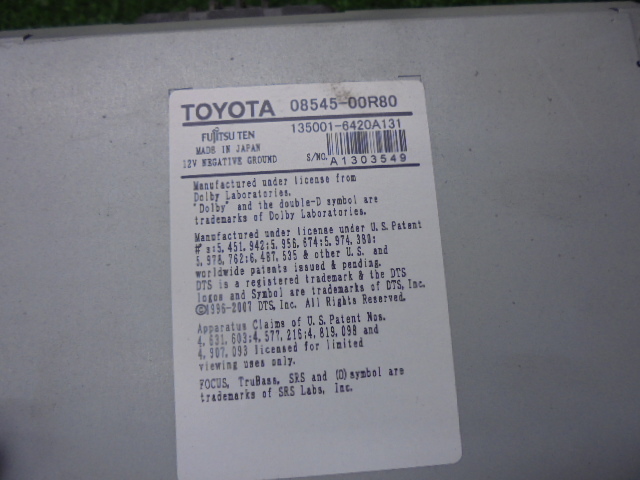 TOYOTA 08545-00R80
FUJITSU TEN 135001-6420A131
MADE IN JAPAN
12V NEGATIVE GROUND S/NO. A1303549
Manufactured under license from
Dolby Laboratories.
"Dolby" and the double-D symbol are
trademarks of Dolby Laboratories.
Manufactured under license under U.S. Patent
#'s:5,451,942;5,956,674;5,974,380;
5,978,762;6,487,535 & other U.S. and
worldwide patents issued & pending.
DTS is a registered trademark & the DTS
logos and Symbol are trademarks of DTS, Inc.
©1996-2007 DTS, Inc. All Rights Reserved.
Apparatus Claims of U.S. Patent Nos.
4,631,603;4,577,216;4,819,098 and
4,907,093 licensed for limited
viewing uses only.
FOCUS, TruBass, SRS and (O) symbol are
trademarks of SRS Labs, Inc.